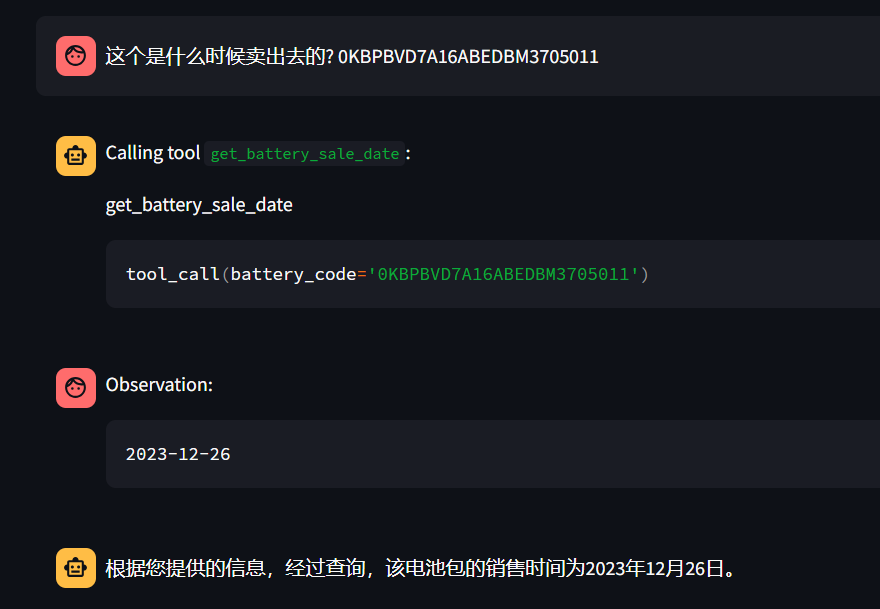 这个是什么时候卖出去的? 0KBPBVD7A16ABEDBM3705011
Calling tool get_battery_sale_date:
get_battery_sale_date
tool_call(battery_code='0KBPBVD7A16ABEDBM3705011')
Observation:
2023-12-26
根据您提供的信息，经过查询，该电池包的销售时间为2023年12月26日。